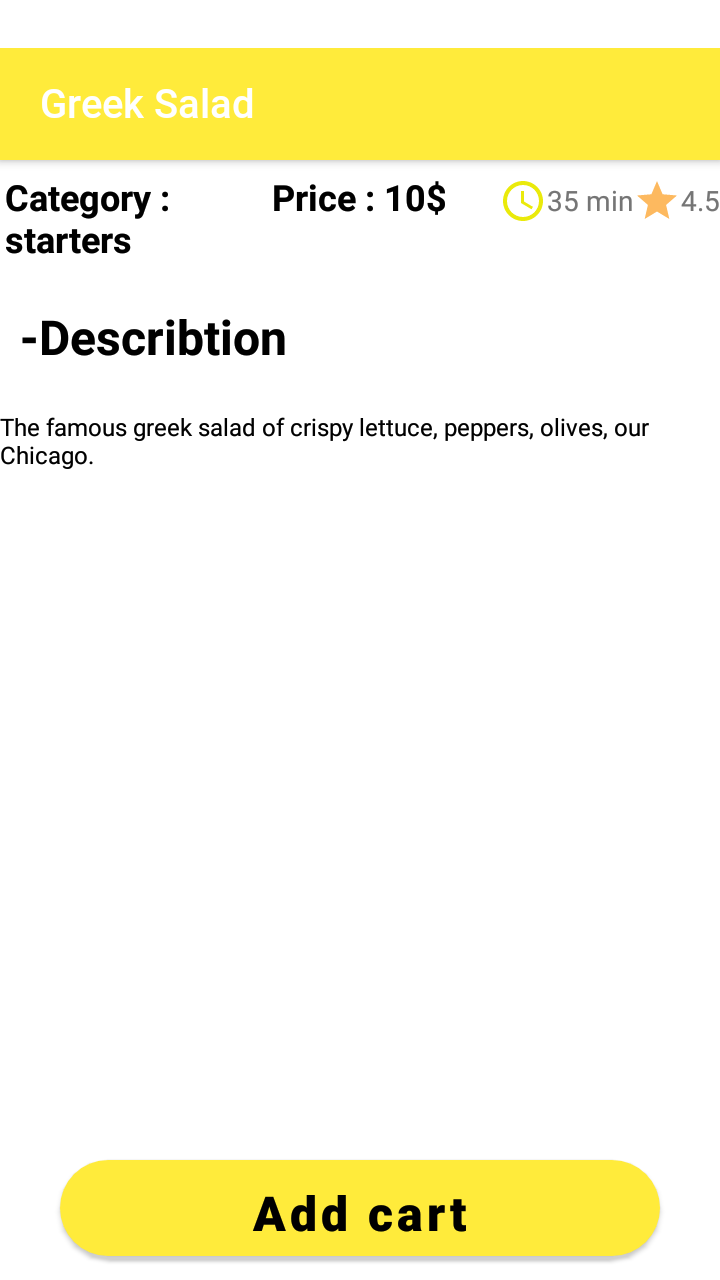 Greek Salad
Category :
starters
Price : 10$
35 min
4.5
-Describtion
The famous greek salad of crispy lettuce, peppers, olives, our
Chicago.
Add cart